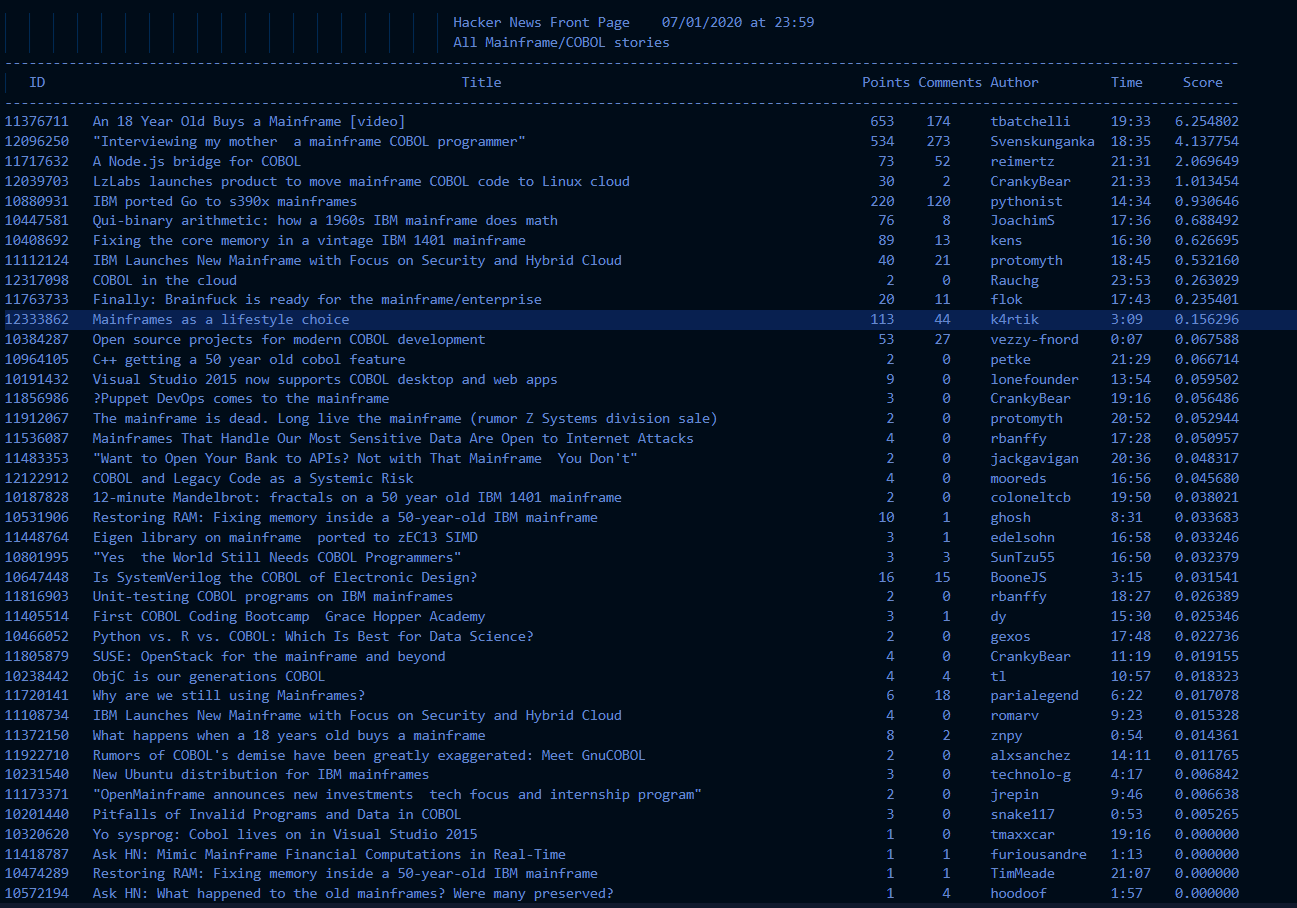 Hacker News Front Page    07/01/2020 at 23:59
All Mainframe/COBOL stories
ID Title Points Comments Author Time Score
11376711 An 18 Year Old Buys a Mainframe [video] 653 174 tbatchelli 19:33 6.254802
12096250 "Interviewing my mother  a mainframe COBOL programmer" 534 273 Svenskunganka 18:35 4.137754
11717632 A Node.js bridge for COBOL 73 52 reimertz 21:31 2.069649
12039703 LzLabs launches product to move mainframe COBOL code to Linux cloud 30 2 CrankyBear 21:33 1.013454
10880931 IBM ported Go to s390x mainframes 220 120 pythonist 14:34 0.930646
10447581 Qui-binary arithmetic: how a 1960s IBM mainframe does math 76 8 JoachimS 17:36 0.688492
10408692 Fixing the core memory in a vintage IBM 1401 mainframe 89 13 kens 16:30 0.626695
11112124 IBM Launches New Mainframe with Focus on Security and Hybrid Cloud 40 21 protomyth 18:45 0.532160
12317098 COBOL in the cloud 2 0 Rauchg 23:53 0.263029
11763733 Finally: Brainfuck is ready for the mainframe/enterprise 20 11 flok 17:43 0.235401
12333862 Mainframes as a lifestyle choice 113 44 k4rtik 3:09 0.156296
10384287 Open source projects for modern COBOL development 53 27 vezzy-fnord 0:07 0.067588
10964105 C++ getting a 50 year old cobol feature 2 0 petke 21:29 0.066714
10191432 Visual Studio 2015 now supports COBOL desktop and web apps 9 0 lonefounder 13:54 0.059502
11856986 ?Puppet DevOps comes to the mainframe 3 0 CrankyBear 19:16 0.056486
11912067 The mainframe is dead. Long live the mainframe (rumor Z Systems division sale) 2 0 protomyth 20:52 0.052944
11536087 Mainframes That Handle Our Most Sensitive Data Are Open to Internet Attacks 4 0 rbanffy 17:28 0.050957
11483353 "Want to Open Your Bank to APIs? Not with That Mainframe  You Don't" 2 0 jackgavigan 20:36 0.048317
12122912 COBOL and Legacy Code as a Systemic Risk 4 0 mooreds 16:56 0.045680
10187828 12-minute Mandelbrot: fractals on a 50 year old IBM 1401 mainframe 2 0 coloneltcb 19:50 0.038021
10531906 Restoring RAM: Fixing memory inside a 50-year-old IBM mainframe 10 1 ghosh 8:31 0.033683
11448764 Eigen library on mainframe  ported to zEC13 SIMD 3 1 edelsohn 16:58 0.033246
10801995 "Yes  the World Still Needs COBOL Programmers" 3 3 SunTzu55 16:50 0.032379
10647448 Is SystemVerilog the COBOL of Electronic Design? 16 15 BooneJS 3:15 0.031541
11816903 Unit-testing COBOL programs on IBM mainframes 2 0 rbanffy 18:27 0.026389
11405514 First COBOL Coding Bootcamp  Grace Hopper Academy 3 1 dy 15:30 0.025346
10466052 Python vs. R vs. COBOL: Which Is Best for Data Science? 2 0 gexos 17:48 0.022736
11805879 SUSE: OpenStack for the mainframe and beyond 4 0 CrankyBear 11:19 0.019155
10238442 ObjC is our generations COBOL 4 4 tl 10:57 0.018323
11720141 Why are we still using Mainframes? 6 18 parialegend 6:22 0.017078
11108734 IBM Launches New Mainframe with Focus on Security and Hybrid Cloud 4 0 romarv 9:23 0.015328
11372150 What happens when a 18 years old buys a mainframe 8 2 znpy 0:54 0.014361
11922710 Rumors of COBOL's demise have been greatly exaggerated: Meet GnuCOBOL 2 0 alxsanchez 14:11 0.011765
10231540 New Ubuntu distribution for IBM mainframes 3 0 technolo-g 4:17 0.006842
11173371 "OpenMainframe announces new investments  tech focus and internship program" 2 0 jrepin 9:46 0.006638
10201440 Pitfalls of Invalid Programs and Data in COBOL 3 0 snake117 0:53 0.005265
10320620 Yo sysprog: Cobol lives on in Visual Studio 2015 1 0 tmaxxcar 19:16 0.000000
11418787 Ask HN: Mimic Mainframe Financial Computations in Real-Time 1 1 furiousandre 1:13 0.000000
10474289 Restoring RAM: Fixing memory inside a 50-year-old IBM mainframe 1 1 TimMeade 21:07 0.000000
10572194 Ask HN: What happened to the old mainframes? Were many preserved? 1 4 hoodoof 1:57 0.000000